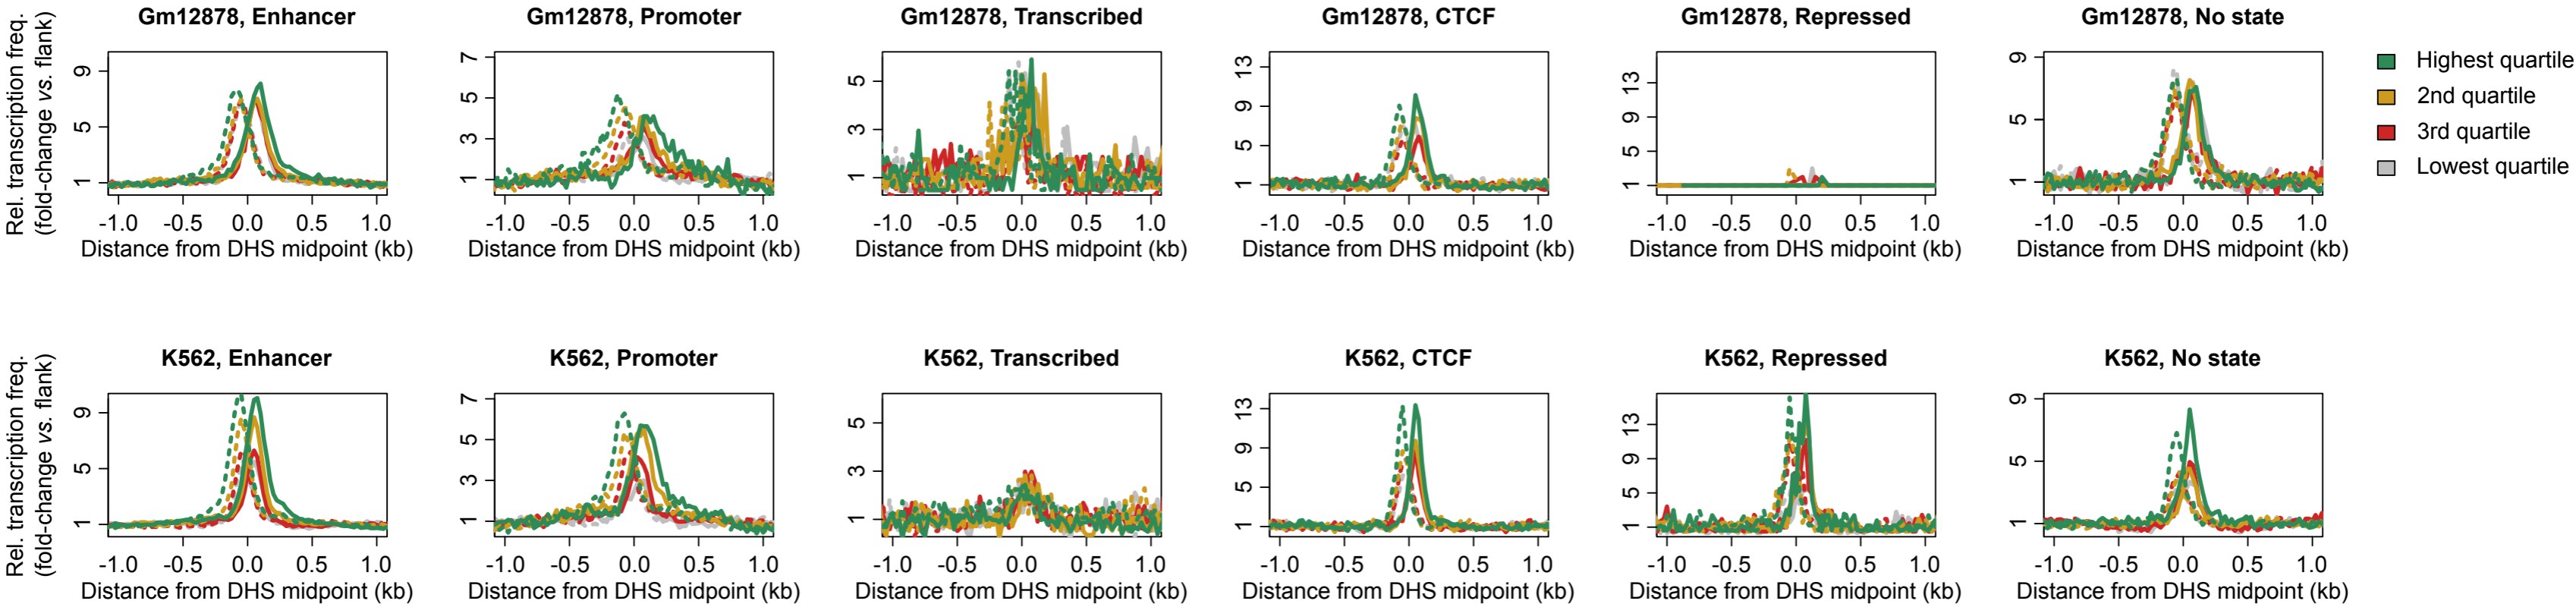 Gm12878, Enhancer
Rel. transcription freq.
(fold-change vs. flank)
9
5
1
-1.0 -0.5 0.0 0.5 1.0
Distance from DHS midpoint (kb)
Gm12878, Promoter
7
5
3
1
-1.0 -0.5 0.0 0.5 1.0
Distance from DHS midpoint (kb)
Gm12878, Transcribed
5
3
1
-1.0 -0.5 0.0 0.5 1.0
Distance from DHS midpoint (kb)
Gm12878, CTCF
13
9
5
1
-1.0 -0.5 0.0 0.5 1.0
Distance from DHS midpoint (kb)
Gm12878, Repressed
13
9
5
1
-1.0 -0.5 0.0 0.5 1.0
Distance from DHS midpoint (kb)
Gm12878, No state
9
5
1
-1.0 -0.5 0.0 0.5 1.0
Distance from DHS midpoint (kb)
Highest quartile
2nd quartile
3rd quartile
Lowest quartile
K562, Enhancer
Rel. transcription freq.
(fold-change vs. flank)
9
5
1
-1.0 -0.5 0.0 0.5 1.0
Distance from DHS midpoint (kb)
K562, Promoter
7
5
3
1
-1.0 -0.5 0.0 0.5 1.0
Distance from DHS midpoint (kb)
K562, Transcribed
5
3
1
-1.0 -0.5 0.0 0.5 1.0
Distance from DHS midpoint (kb)
K562, CTCF
13
9
5
1
-1.0 -0.5 0.0 0.5 1.0
Distance from DHS midpoint (kb)
K562, Repressed
13
9
5
1
-1.0 -0.5 0.0 0.5 1.0
Distance from DHS midpoint (kb)
K562, No state
9
5
1
-1.0 -0.5 0.0 0.5 1.0
Distance from DHS midpoint (kb)